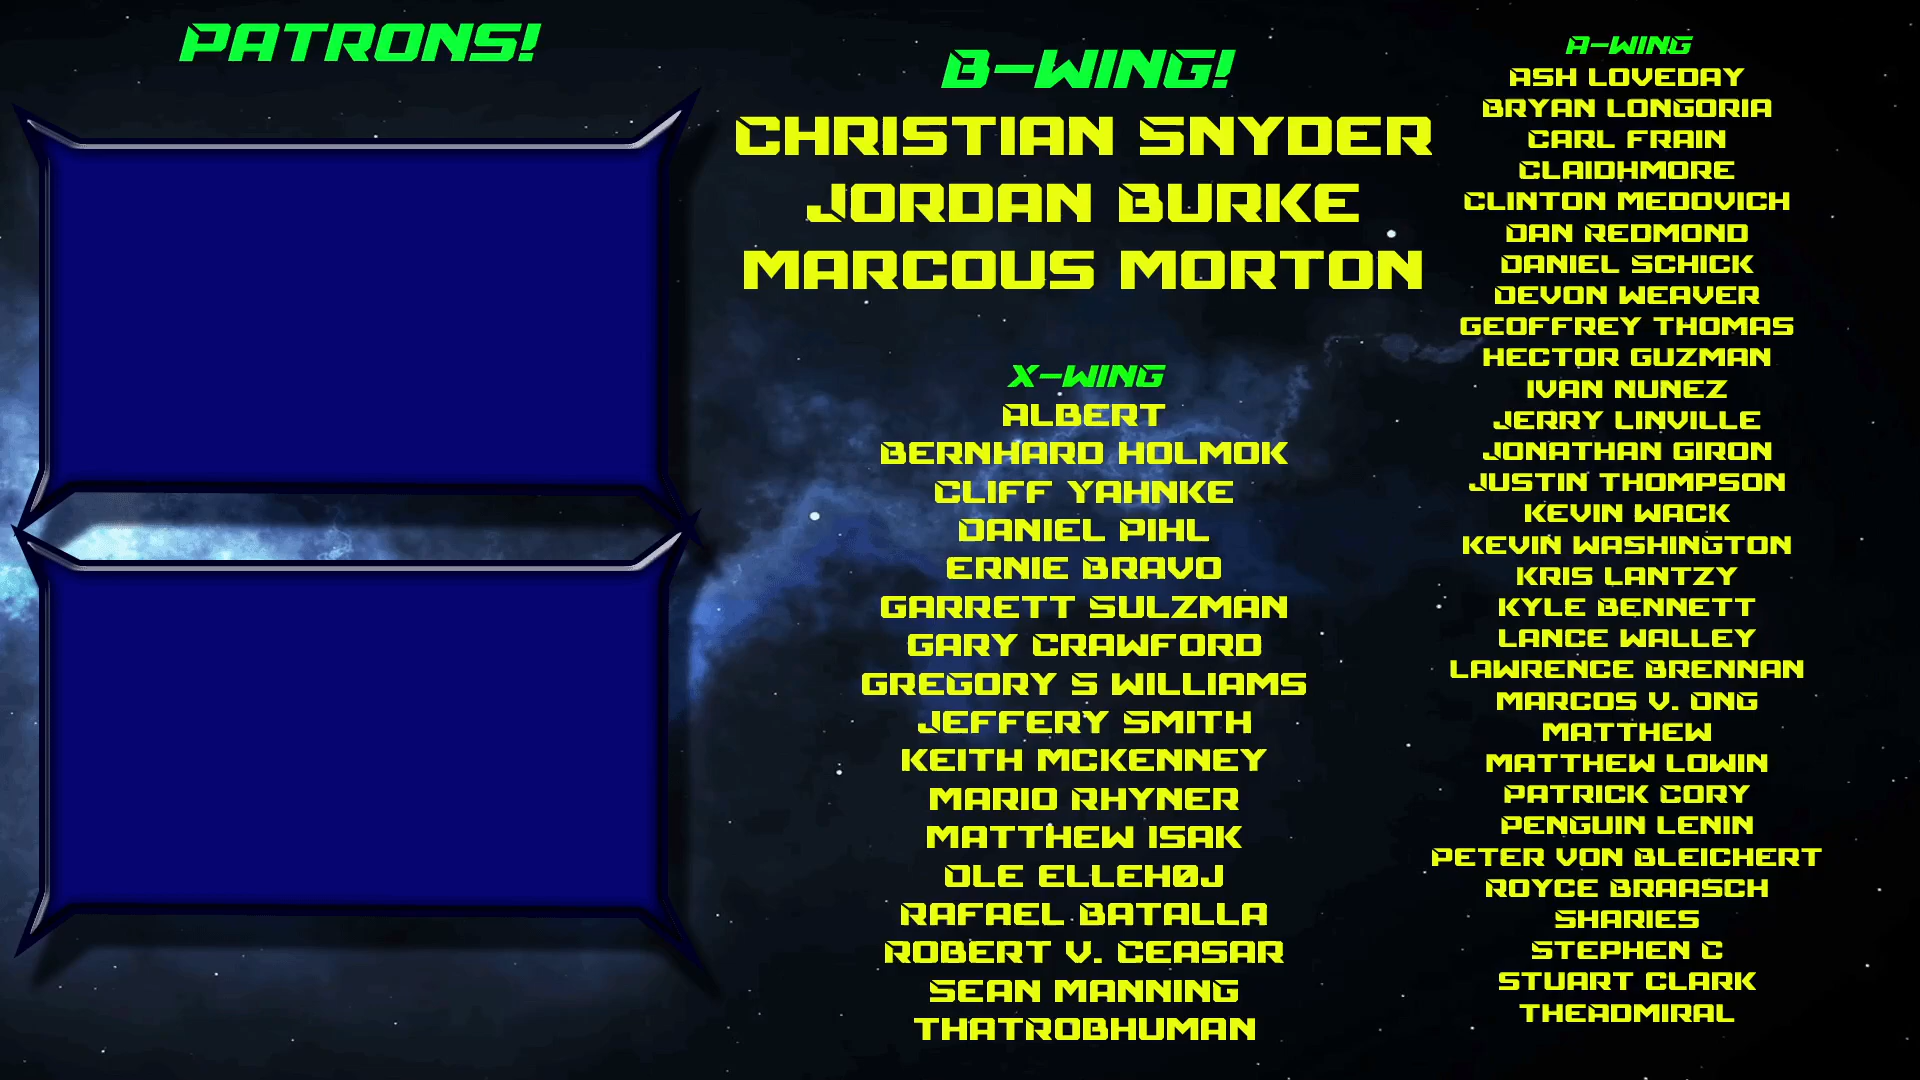 PATRONS!
B-WING!
CHRISTIAN SNYDER
JORDAN BURKE
MARCOUS MORTON
X-WING
ALBERT
BERNHARD HOLMOK
CLIFF YAHNKE
DANIEL PIHL
ERNIE BRAVO
GARRETT SULZMAN
GARY CRAWFORD
GREGORY S WILLIAMS
JEFFERY SMITH
KEITH MCKENNEY
MARIO RHYNER
MATTHEW ISAK
OLE ELLEHØJ
RAFAEL BATALLA
ROBERT V. CEASAR
SEAN MANNING
THATROBHUMAN
A-WING
ASH LOVEDAY
BRYAN LONGORIA
CARL FRAIN
CLAIDHMORE
CLINTON MEDOVICH
DAN REDMOND
DANIEL SCHICK
DEVON WEAVER
GEOFFREY THOMAS
HECTOR GUZMAN
IVAN NUNEZ
JERRY LINVILLE
JONATHAN GIRON
JUSTIN THOMPSON
KEVIN WACK
KEVIN WASHINGTON
KRIS LANTZY
KYLE BENNETT
LANCE WALLEY
LAWRENCE BRENNAN
MARCOS V. ONG
MATTHEW
MATTHEW LOWIN
PATRICK CORY
PENGUIN LENIN
PETER VON BLEICHERT
ROYCE BRAASCH
SHARIES
STEPHEN C
STUART CLARK
THEADMIRAL